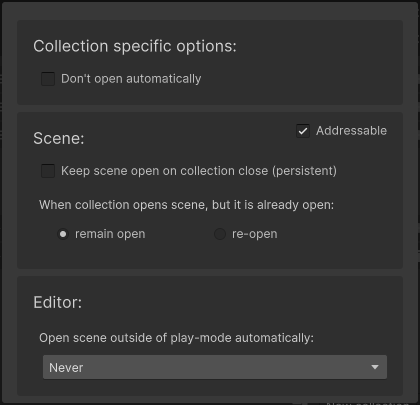 Collection specific options:
Don't open automatically
Addressable
Scene:
Keep scene open on collection close (persistent)
When collection opens scene, but it is already open:
remain open re-open
Editor:
Open scene outside of play-mode automatically:
Never